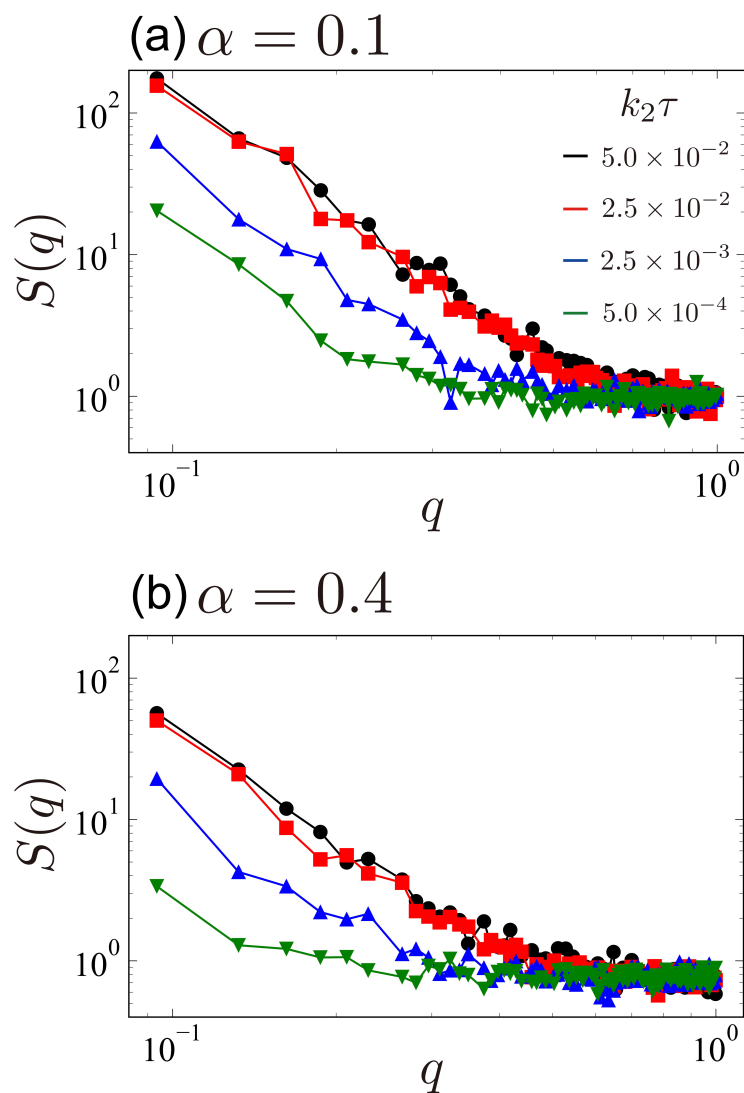 (a) α = 0.1
S(q)
10²
10¹
10⁰
k₂τ
5.0 × 10⁻²
2.5 × 10⁻²
2.5 × 10⁻³
5.0 × 10⁻⁴
10⁻¹ 10⁰
q
(b) α = 0.4
S(q)
10²
10¹
10⁰
10⁻¹ 10⁰
q